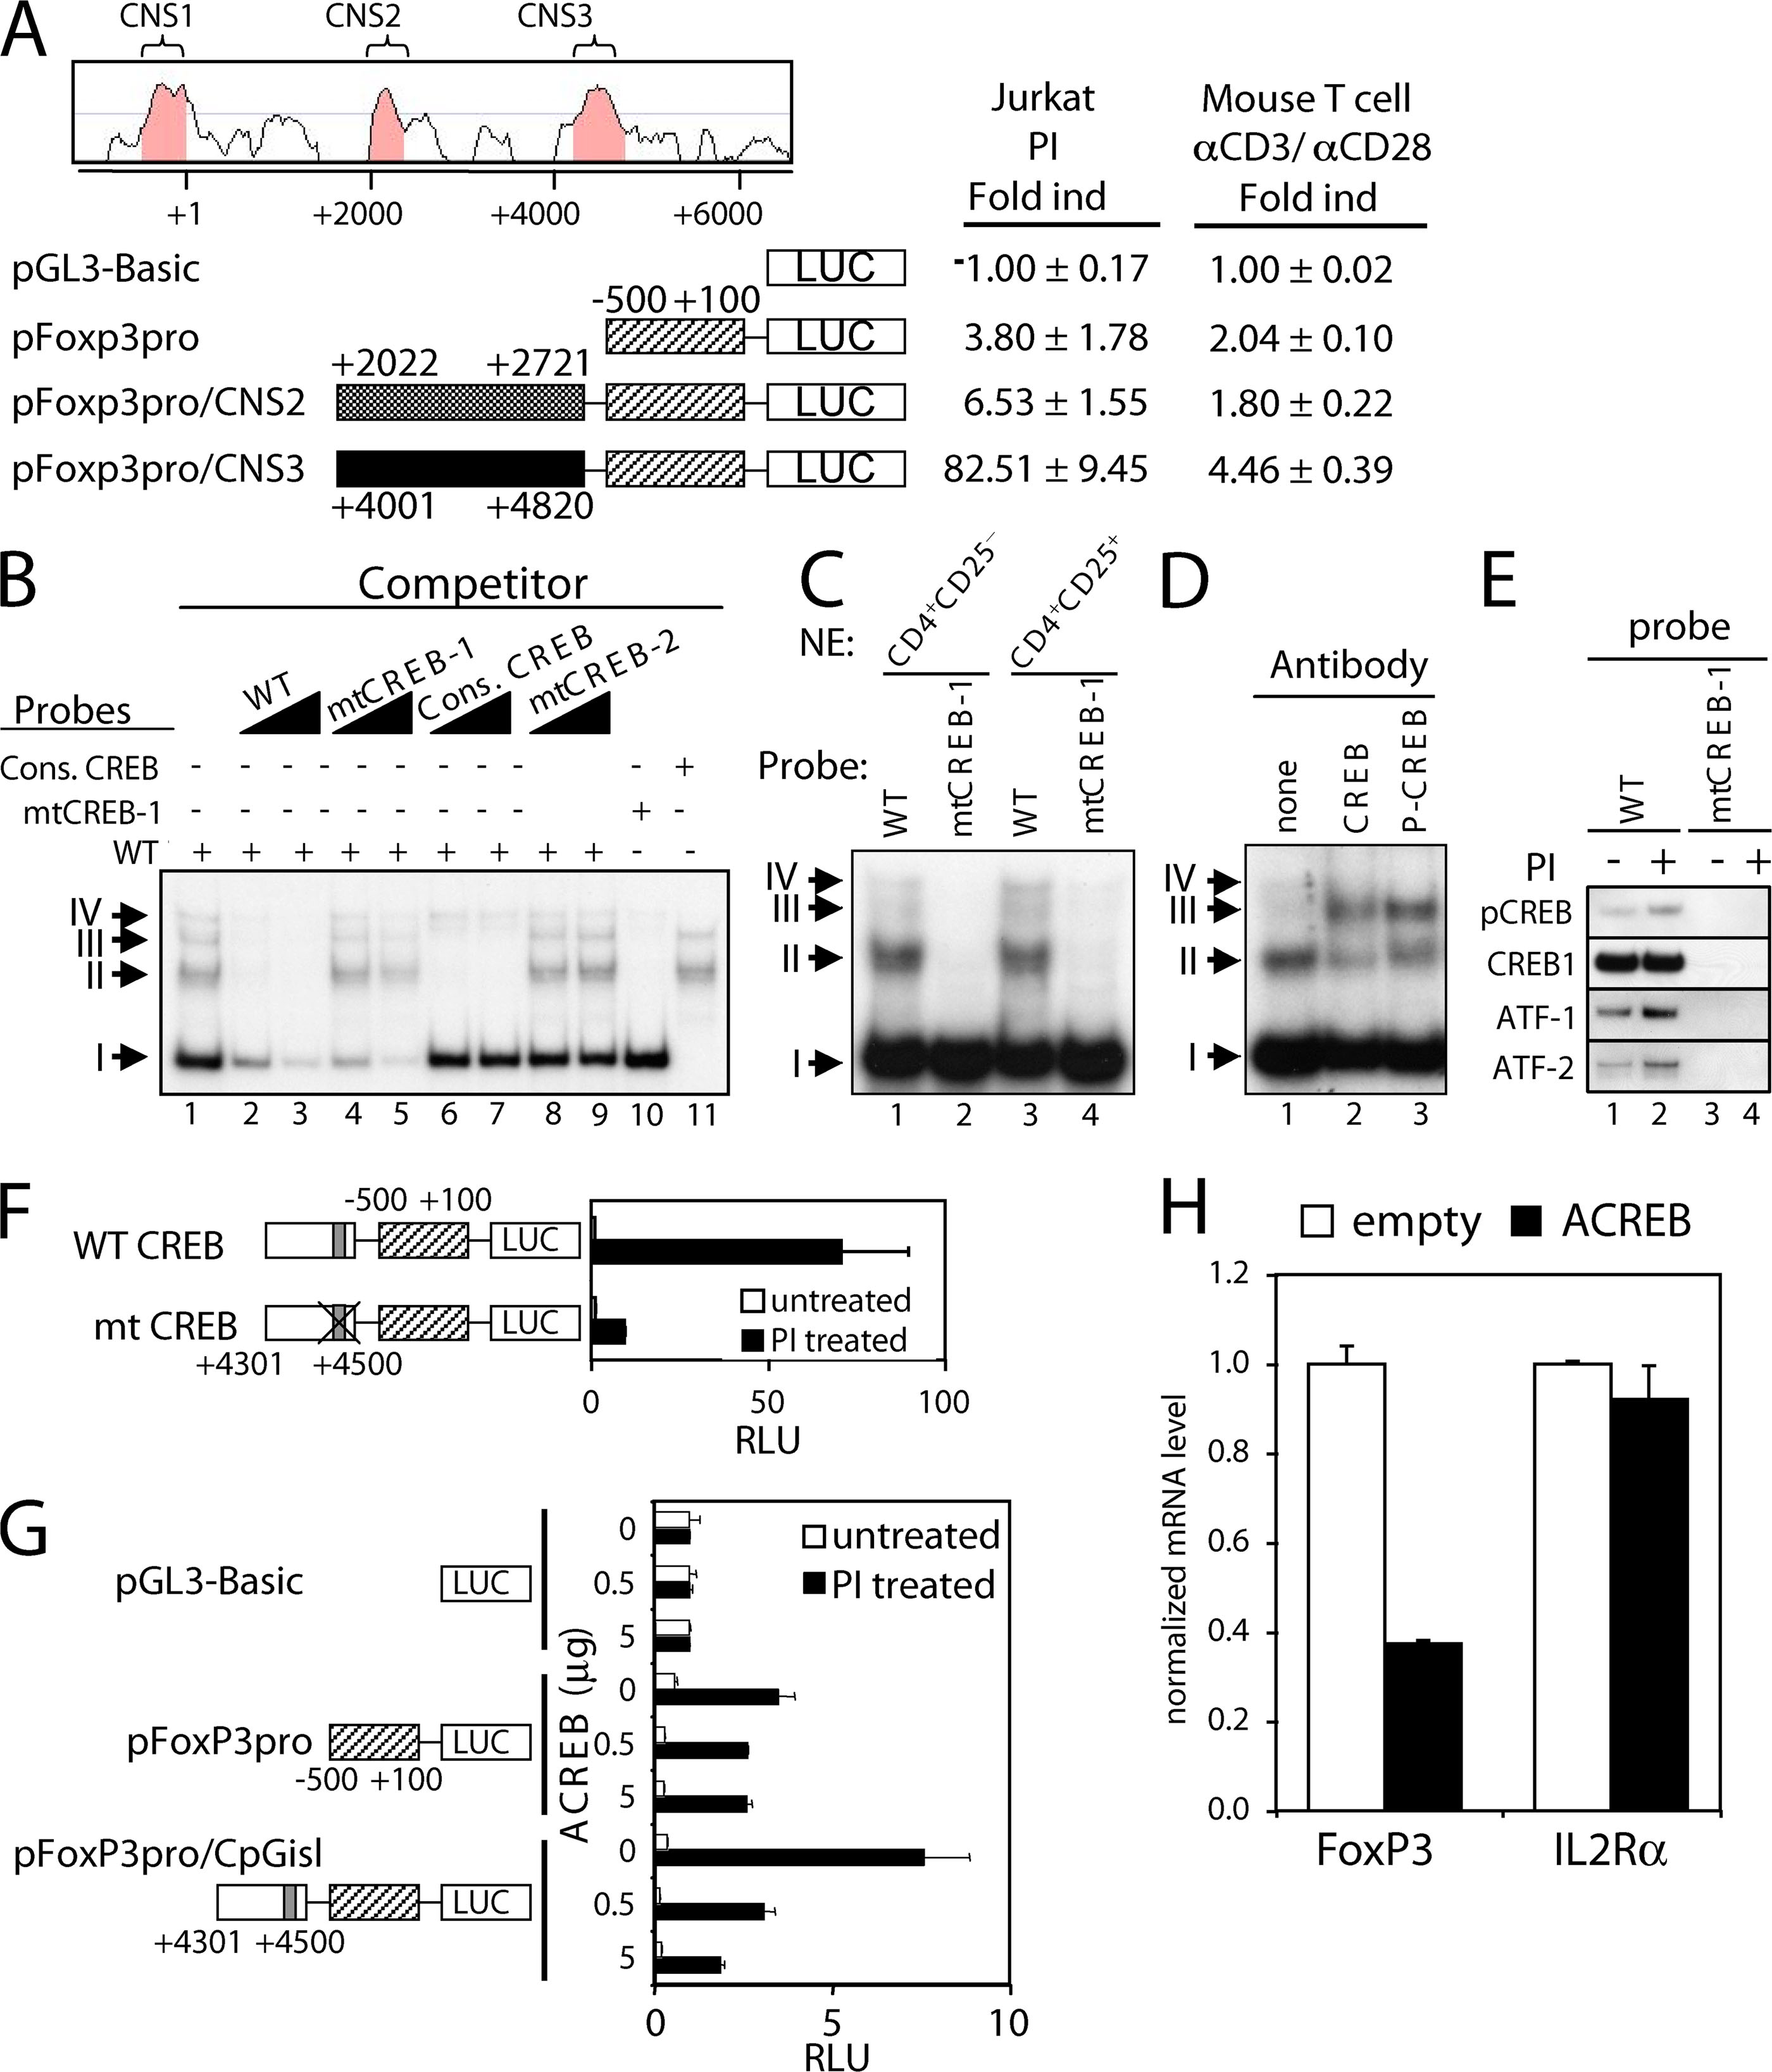 A
CNS1 CNS2 CNS3
+1 +2000 +4000 +6000
Jurkat
PI
Fold ind
Mouse T cell
αCD3/ αCD28
Fold ind
pGL3-Basic LUC -1.00 ± 0.17 1.00 ± 0.02
-500 +100
pFoxp3pro LUC 3.80 ± 1.78 2.04 ± 0.10
+2022 +2721
pFoxp3pro/CNS2 LUC 6.53 ± 1.55 1.80 ± 0.22
pFoxp3pro/CNS3 LUC 82.51 ± 9.45 4.46 ± 0.39
+4001 +4820
B
Competitor
WT mtCREB-1 Cons. CREB mtCREB-2
Probes
Cons. CREB - - - - - - - - - +
mtCREB-1 - - - - - - - - + -
WT + + + + + + + + + - -
IV
III
II
I
1 2 3 4 5 6 7 8 9 10 11
C
NE: CD4+CD25− CD4+CD25+
Probe: WT mtCREB-1 WT mtCREB-1
IV
III
II
I
1 2 3 4
D
Antibody
none CREB P-CREB
IV
III
II
I
1 2 3
E
probe
WT mtCREB-1
PI - + - +
pCREB
CREB1
ATF-1
ATF-2
1 2 3 4
F
-500 +100
WT CREB LUC
mt CREB LUC
+4301 +4500
untreated
PI treated
0 50 100
RLU
G
pGL3-Basic LUC
pFoxP3pro LUC
-500 +100
pFoxP3pro/CpGisl
LUC
+4301 +4500
ACREB (μg)
0
0.5
5
0
0.5
5
0
0.5
5
untreated
PI treated
0 5 10
RLU
H
empty ACREB
normalized mRNA level
1.2
1.0
0.8
0.6
0.4
0.2
0.0
FoxP3 IL2Rα